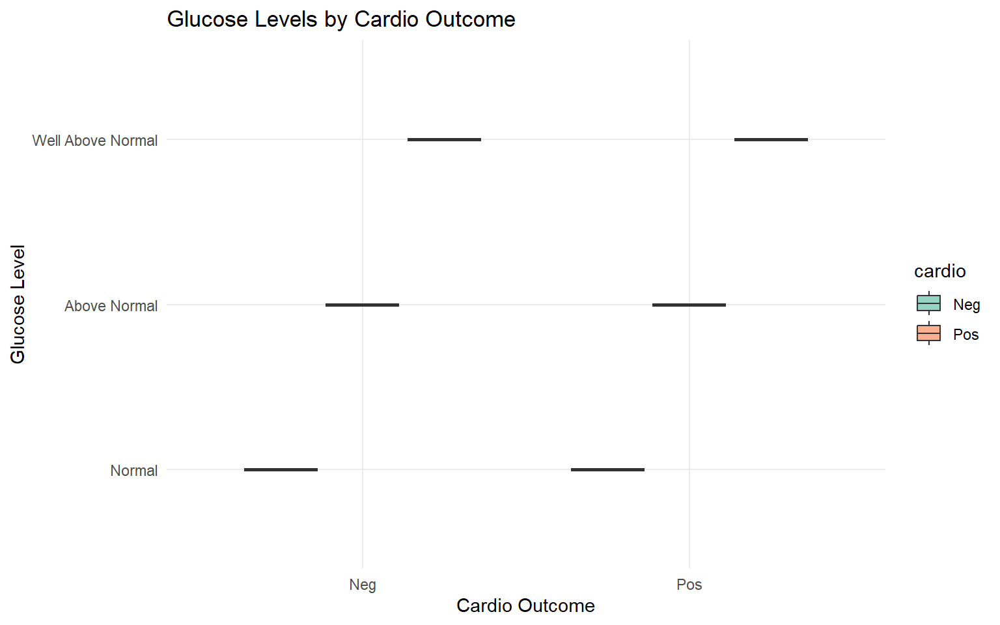 Glucose Levels by Cardio Outcome
Well Above Normal
Above Normal
Normal
Glucose Level
Neg
Pos
Cardio Outcome
cardio
Neg
Pos